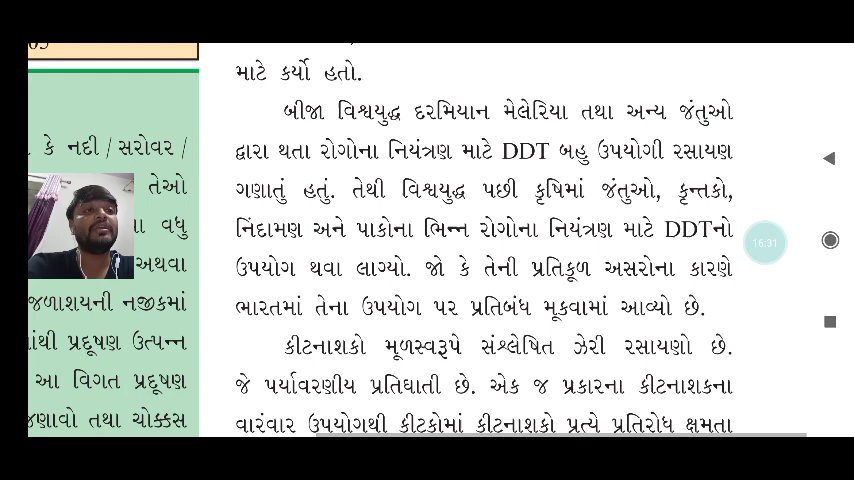 05
માટે કર્યો હતો.
બીજા વિશ્વયુદ્ધ દરમિયાન મેલેરિયા તથા અન્ય જંતુઓ
દ્વારા થતા રોગોના નિયંત્રણ માટે DDT બહુ ઉપયોગી રસાયણ
ગણાતું હતું. તેથી વિશ્વયુદ્ધ પછી કૃષિમાં જંતુઓ, કૃન્તકો,
નિંદામણ અને પાકોના ભિન્ન રોગોના નિયંત્રણ માટે DDTનો
ઉપયોગ થવા લાગ્યો. જો કે તેની પ્રતિકૂળ અસરોના કારણે
ભારતમાં તેના ઉપયોગ પર પ્રતિબંધ મૂકવામાં આવ્યો છે.
કીટનાશકો મૂળસ્વરૂપે સંશ્લેષિત ઝેરી રસાયણો છે.
જે પર્યાવરણીય પ્રતિઘાતી છે. એક જ પ્રકારના કીટનાશકના
વારંવાર ઉપયોગથી કીટકોમાં કીટનાશકો પ્રત્યે પ્રતિરોધ ક્ષમતા
કે નદી / સરોવર /
તેઓ
વધુ
અથવા
જળાશયની નજીકમાં
પ્રદૂષણ ઉત્પન્ન
આ વિગત પ્રદૂષણ
તથા ચોક્કસ
16:31